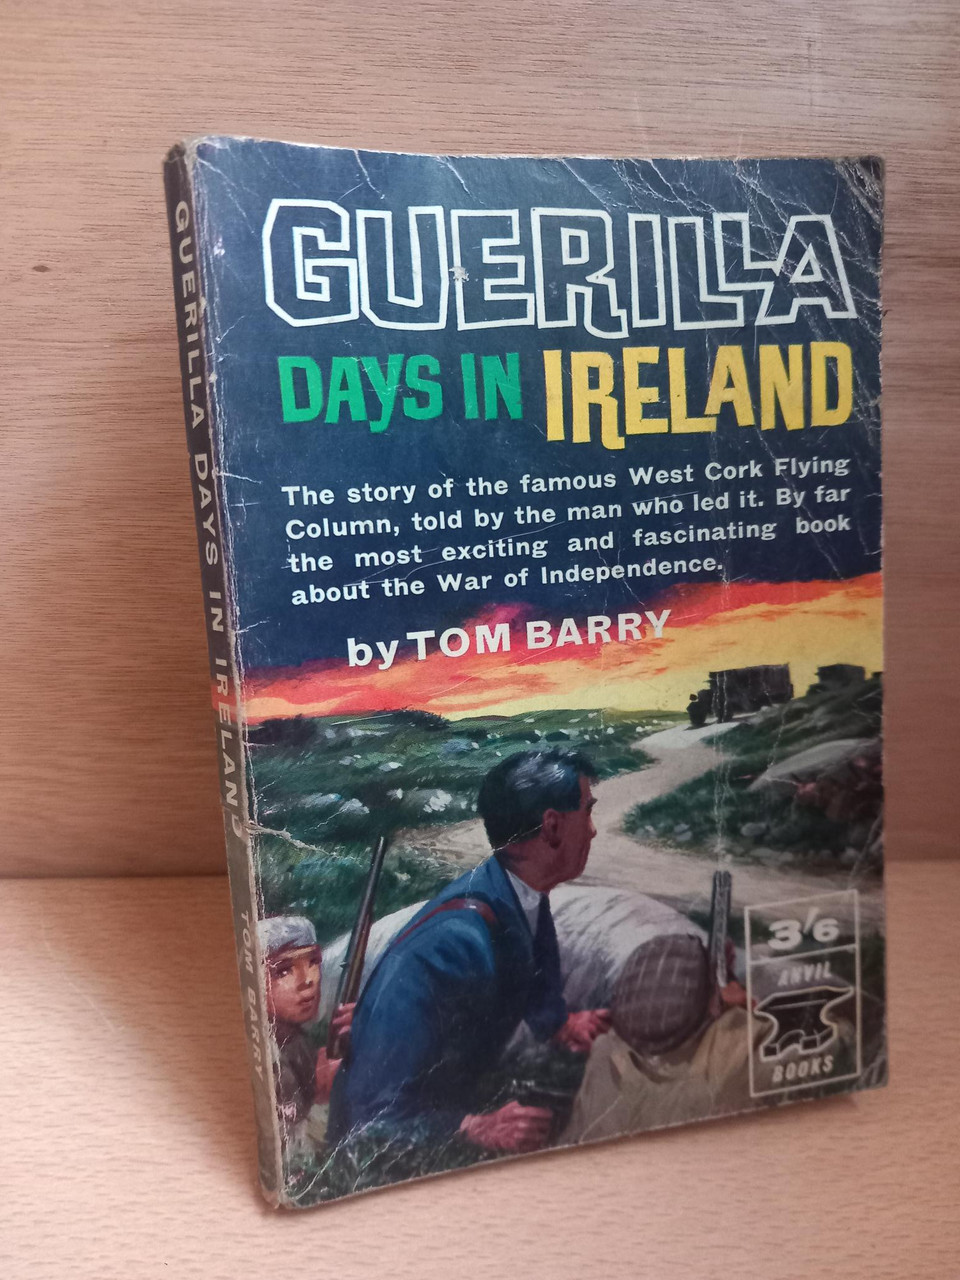 GUERILLA
DAYS IN IRELAND
The story of the famous West Cork Flying
Column, told by the man who led it. By far
the most exciting and fascinating book
about the War of Independence.
by TOM BARRY
3'6
ANVIL
BOOKS
GUERILLA DAYS IN IRELAND TOM BARRY